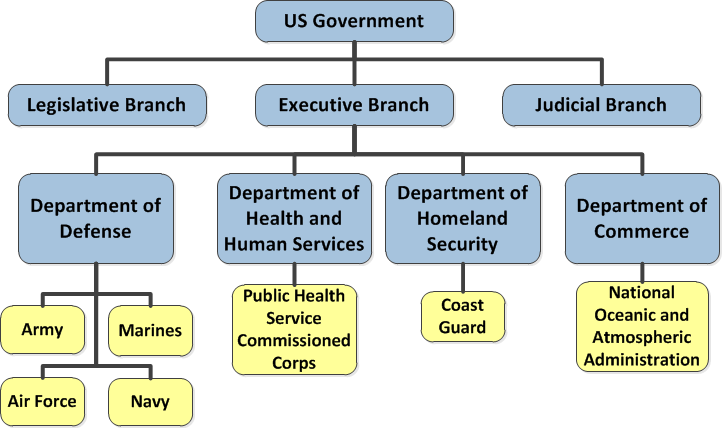 US Government
Legislative Branch
Executive Branch
Judicial Branch
Department of
Defense
Department of
Health and
Human Services
Department of
Homeland
Security
Department of
Commerce
Army
Marines
Air Force
Navy
Public Health
Service
Commissioned
Corps
Coast
Guard
National
Oceanic and
Atmospheric
Administration